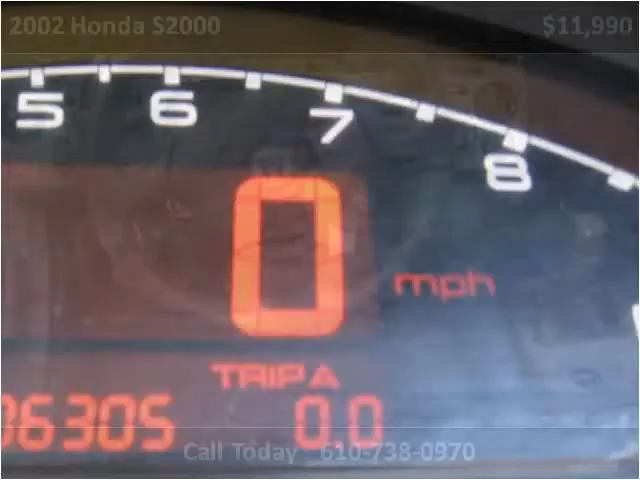 2002 Honda S2000 $11,990
5 6 7 8
0 mph
TRIP A
36305 0.0
Call Today 610-738-0970